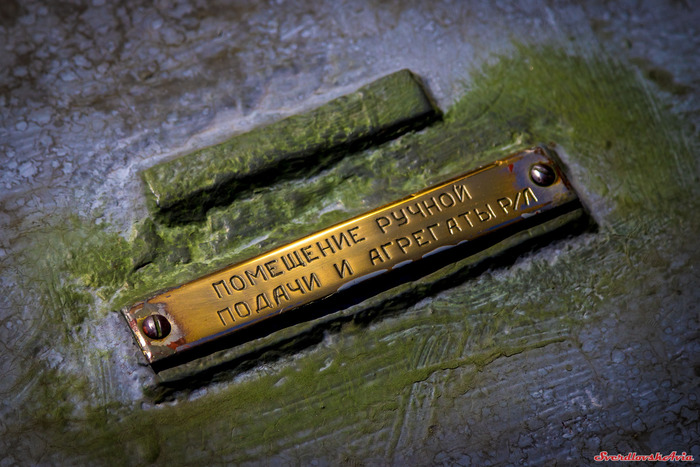 ПОМЕЩЕНИЕ РУЧНОЙ
ПОДАЧИ И АГРЕГАТЫ Р/Л
SverdlovskAvia